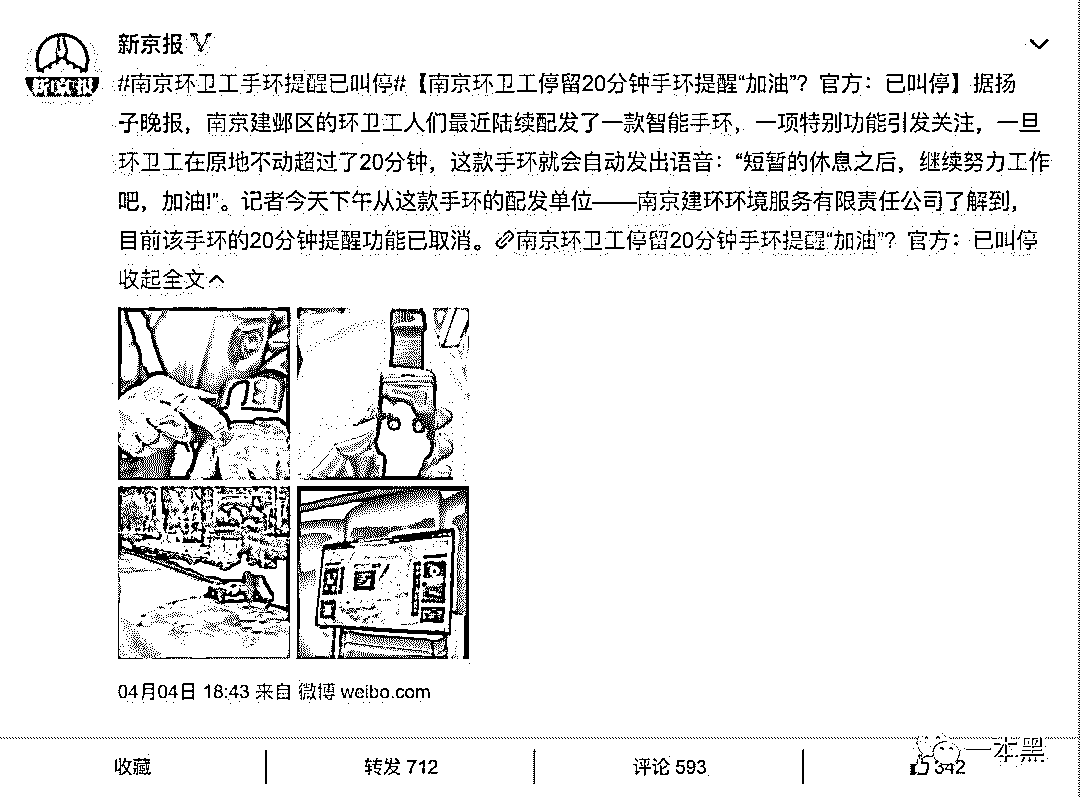 新京报
新京报 V
#南京环卫工手环提醒已叫停#【南京环卫工停留20分钟手环提醒“加油”？官方：已叫停】据扬
子晚报，南京建邺区的环卫工人们最近陆续配发了一款智能手环，一项特别功能引发关注，一旦
环卫工在原地不动超过了20分钟，这款手环就会自动发出语音：“短暂的休息之后，继续努力工作
吧，加油!”。记者今天下午从这款手环的配发单位——南京建环环境服务有限责任公司了解到，
目前该手环的20分钟提醒功能已取消。南京环卫工停留20分钟手环提醒“加油”？官方：已叫停
收起全文
04月04日 18:43 来自 微博 weibo.com
收藏 转发 712 评论 593 342
一本黑